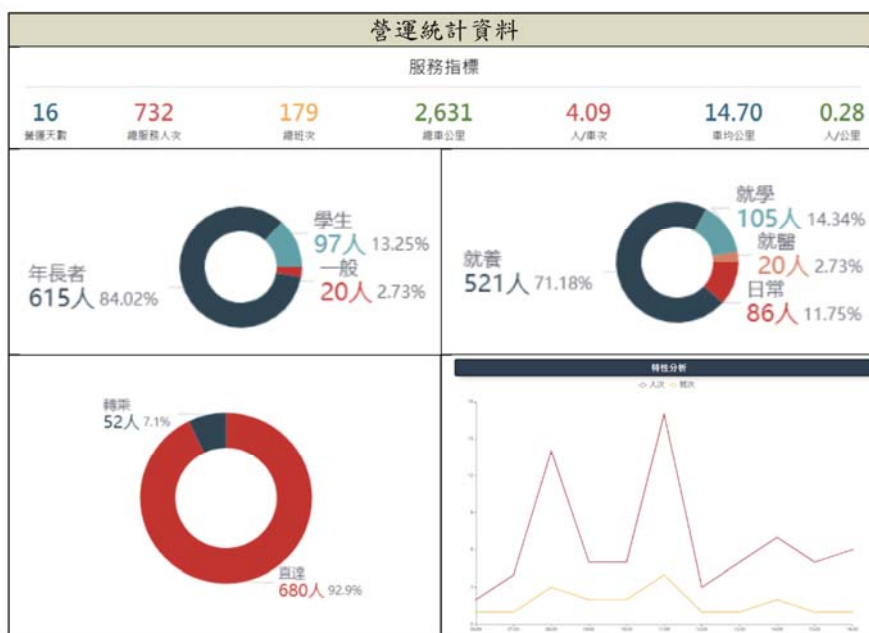 營運統計資料
服務指標
16 732 179 2,631 4.09 14.70 0.28
營運天數 總服務人次 總班次 總車公里 人/車次 車均公里 人/公里
學生
97人 13.25%
一般
20人 2.73%
年長者
615人 84.02%
就學
105人 14.34%
就醫
20人 2.73%
日常
86人 11.75%
就養
521人 71.18%
轉乘
52人 7.1%
直達
680人 92.9%
特性分析
人次